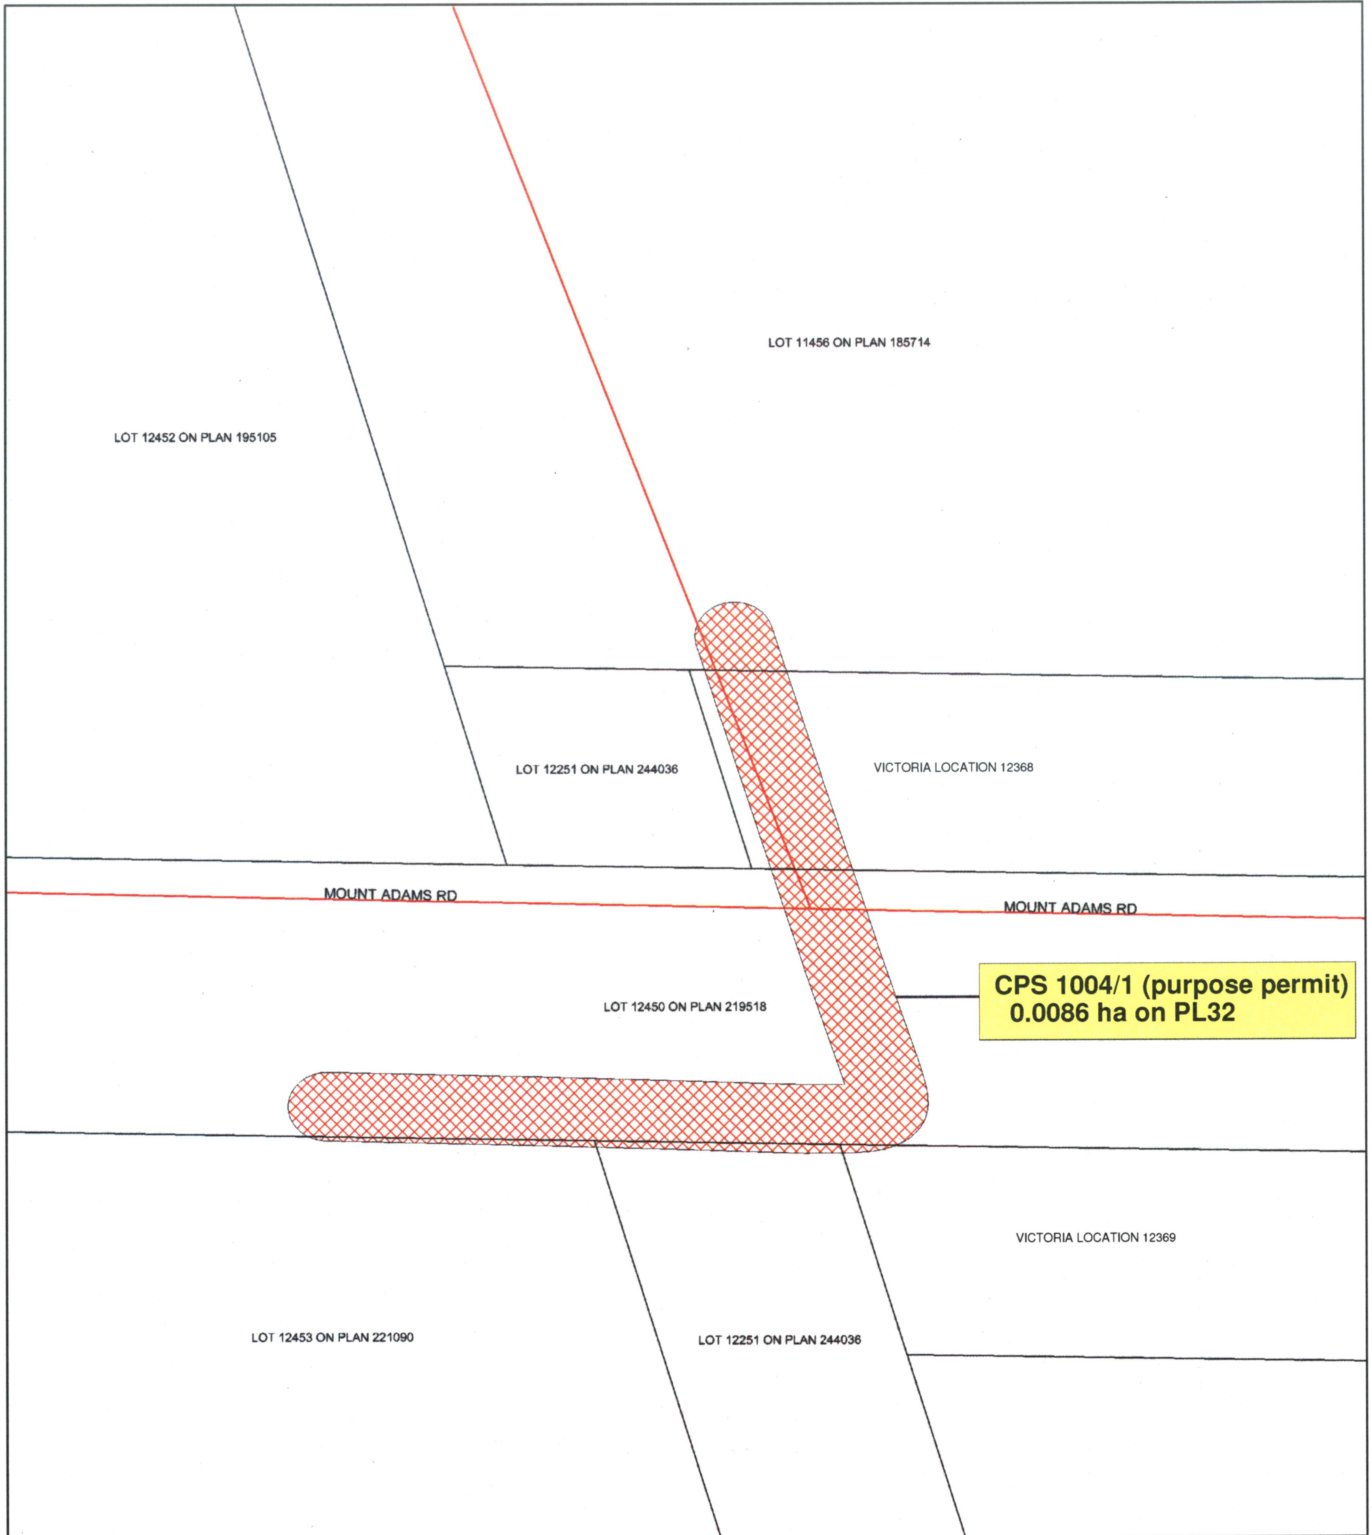 LOT 11456 ON PLAN 185714
LOT 12452 ON PLAN 195105
LOT 12251 ON PLAN 244036
VICTORIA LOCATION 12368
MOUNT ADAMS RD
MOUNT ADAMS RD
CPS 1004/1 (purpose permit)
0.0086 ha on PL32
LOT 12450 ON PLAN 219518
VICTORIA LOCATION 12369
LOT 12453 ON PLAN 221090
LOT 12251 ON PLAN 244036